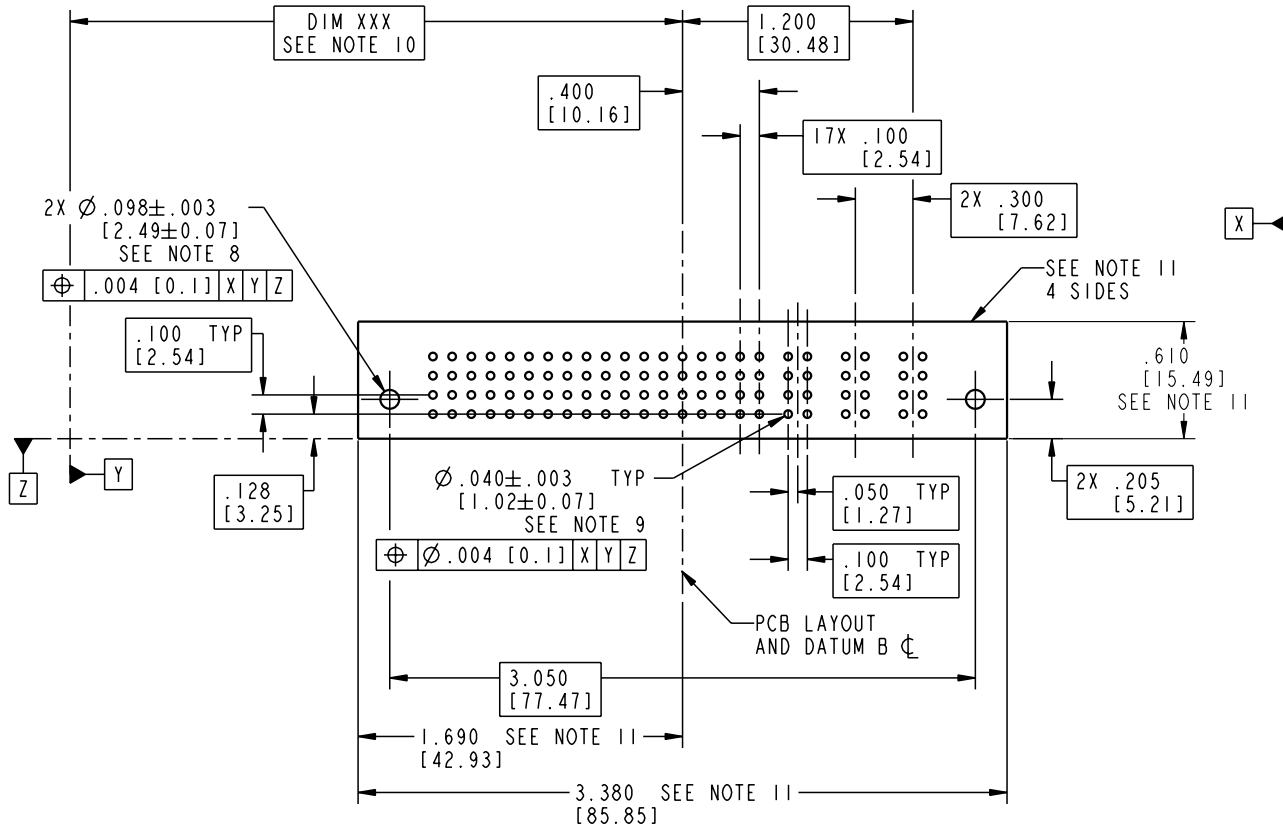 DIM XXX
SEE NOTE 10
1.200
[30.48]
.400
[10.16]
17X .100
[2.54]
2X .300
[7.62]
X
2X Ø .098±.003
[2.49±0.07]
SEE NOTE 8
⌖ .004 [0.1] X Y Z
SEE NOTE 11
4 SIDES
.100 TYP
[2.54]
.610
[15.49]
SEE NOTE 11
Z
Y
.128
[3.25]
Ø .040±.003 TYP
[1.02±0.07]
SEE NOTE 9
⌖ Ø .004 [0.1] X Y Z
.050 TYP
[1.27]
2X .205
[5.21]
.100 TYP
[2.54]
PCB LAYOUT
AND DATUM B ℄
3.050
[77.47]
1.690 SEE NOTE 11
[42.93]
3.380 SEE NOTE 11
[85.85]